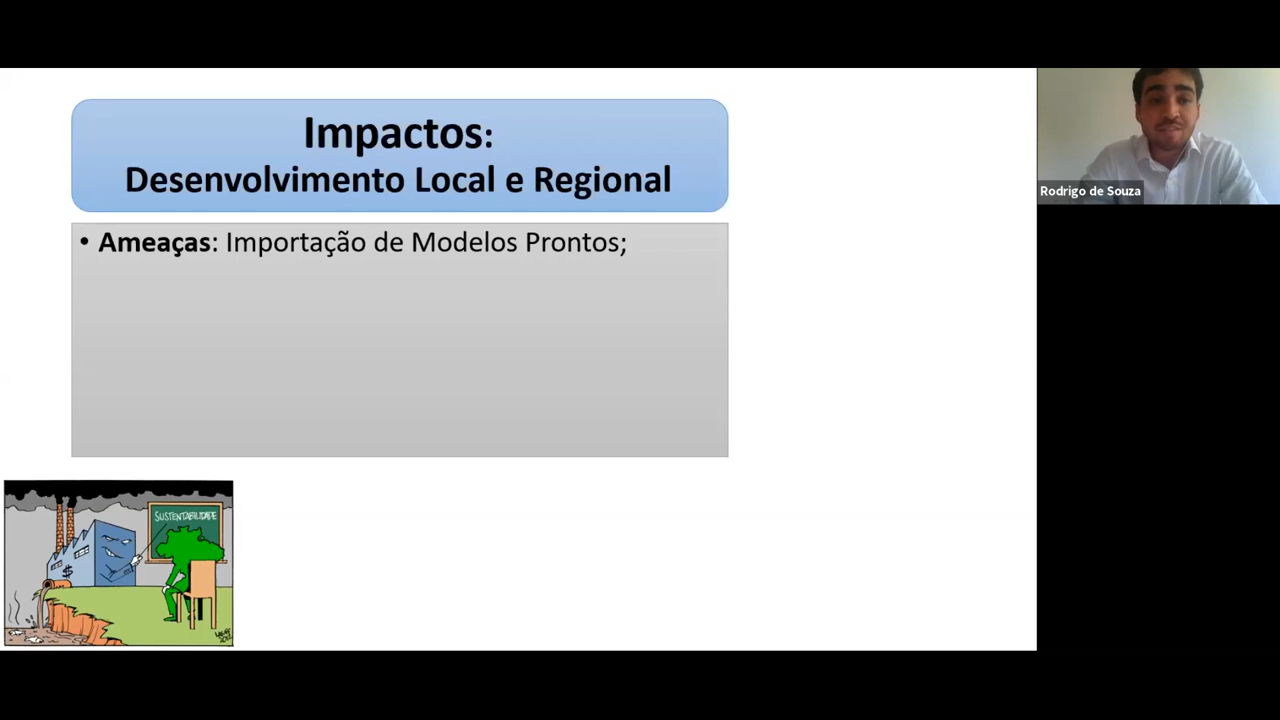 Impactos:
Desenvolvimento Local e Regional
• Ameaças: Importação de Modelos Prontos;
Rodrigo de Souza
SUSTENTABILIDADE
$